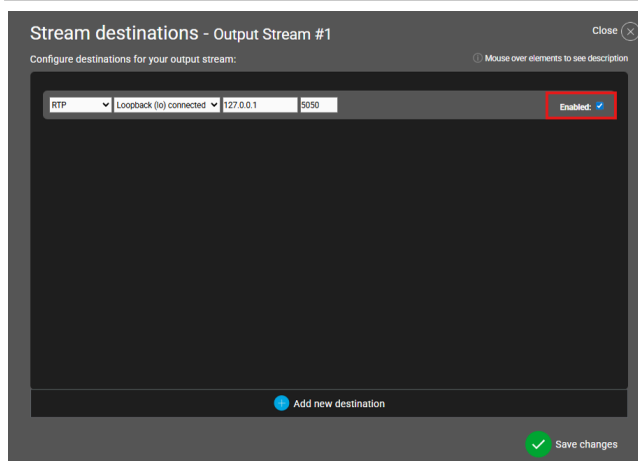 Stream destinations - Output Stream #1
Close
Configure destinations for your output stream:
Mouse over elements to see description
RTP Loopback (lo) connected 127.0.0.1 5050 Enabled:
Add new destination
Save changes